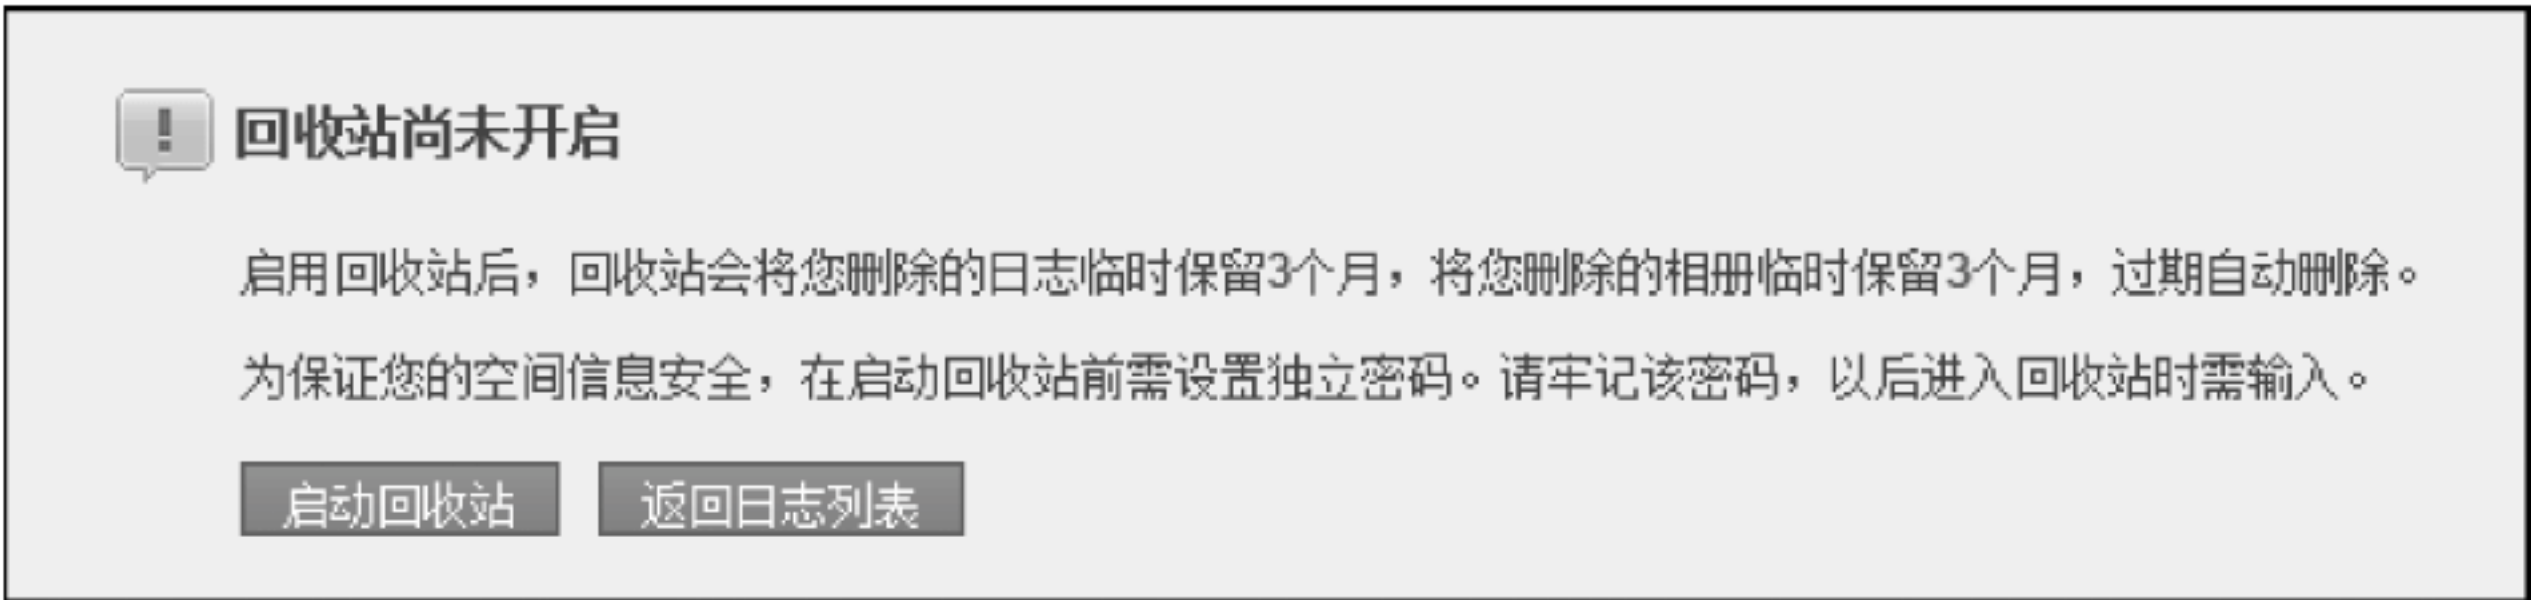 回收站尚未开启
启用回收站后，回收站会将您删除的日志临时保留3个月，将您删除的相册临时保留3个月，过期自动删除。
为保证您的空间信息安全，在启动回收站前需设置独立密码。请牢记该密码，以后进入回收站时需输入。
启动回收站 返回日志列表